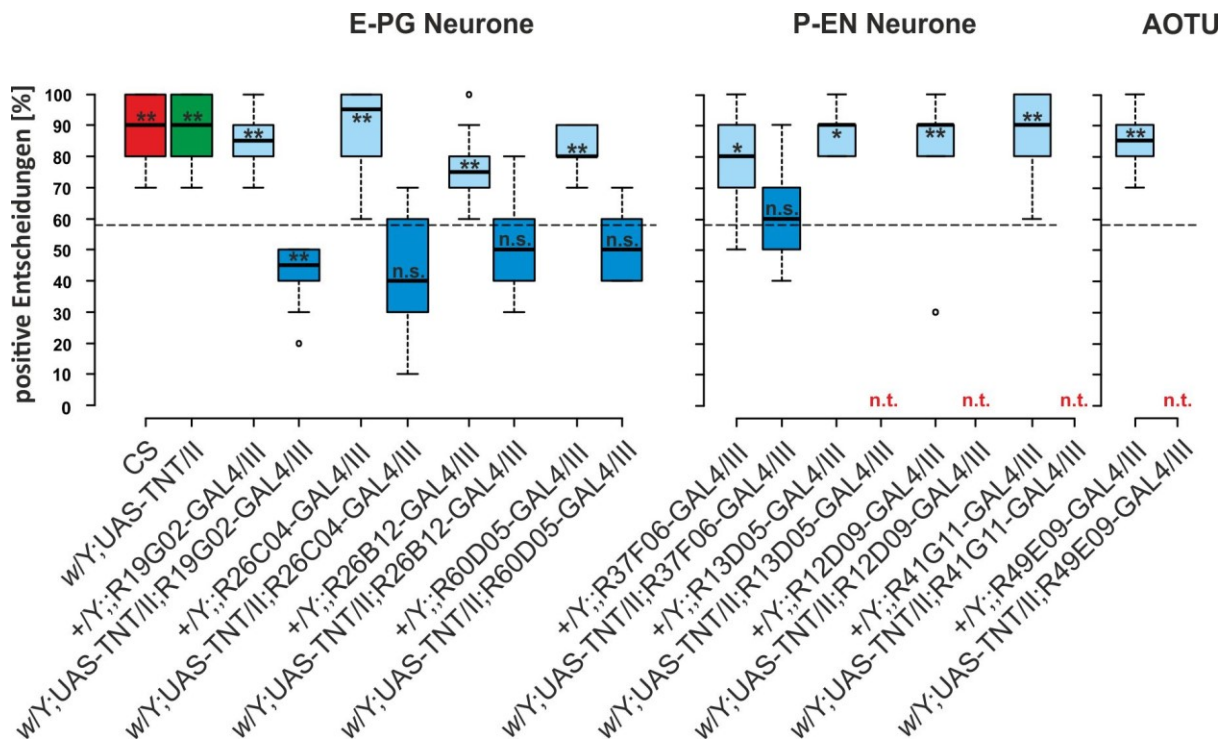 E-PG Neurone
P-EN Neurone
AOTU
positive Entscheidungen [%]
100
90
80
70
60
50
40
30
20
10
0
**
**
**
**
**
n.s.
**
n.s.
**
n.s.
*
n.s.
*
n.t.
**
n.t.
**
n.t.
**
n.t.
CS
w/Y;UAS-TNT/II
+/Y;;R19G02-GAL4/III
w/Y;UAS-TNT/II;R19G02-GAL4/III
+/Y;;R26C04-GAL4/III
w/Y;UAS-TNT/II;R26C04-GAL4/III
+/Y;;R26B12-GAL4/III
w/Y;UAS-TNT/II;R26B12-GAL4/III
+/Y;;R60D05-GAL4/III
w/Y;UAS-TNT/II;R60D05-GAL4/III
+/Y;;R37F06-GAL4/III
w/Y;UAS-TNT/II;R37F06-GAL4/III
+/Y;;R13D05-GAL4/III
w/Y;UAS-TNT/II;R13D05-GAL4/III
+/Y;;R12D09-GAL4/III
w/Y;UAS-TNT/II;R12D09-GAL4/III
+/Y;;R41G11-GAL4/III
w/Y;UAS-TNT/II;R41G11-GAL4/III
+/Y;;R49E09-GAL4/III
w/Y;UAS-TNT/II;R49E09-GAL4/III